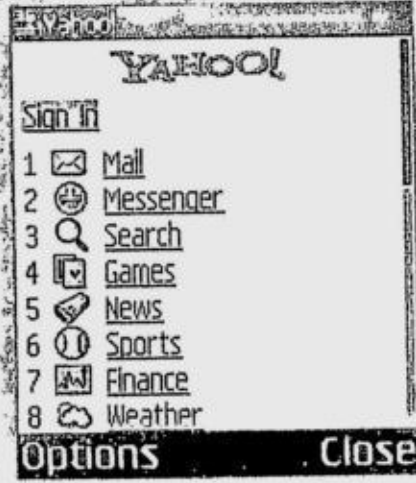 Yahoo
YAHOO!
Sign In
1 Mail
2 Messenger
3 Search
4 Games
5 News
6 Sports
7 Finance
8 Weather
Options Close